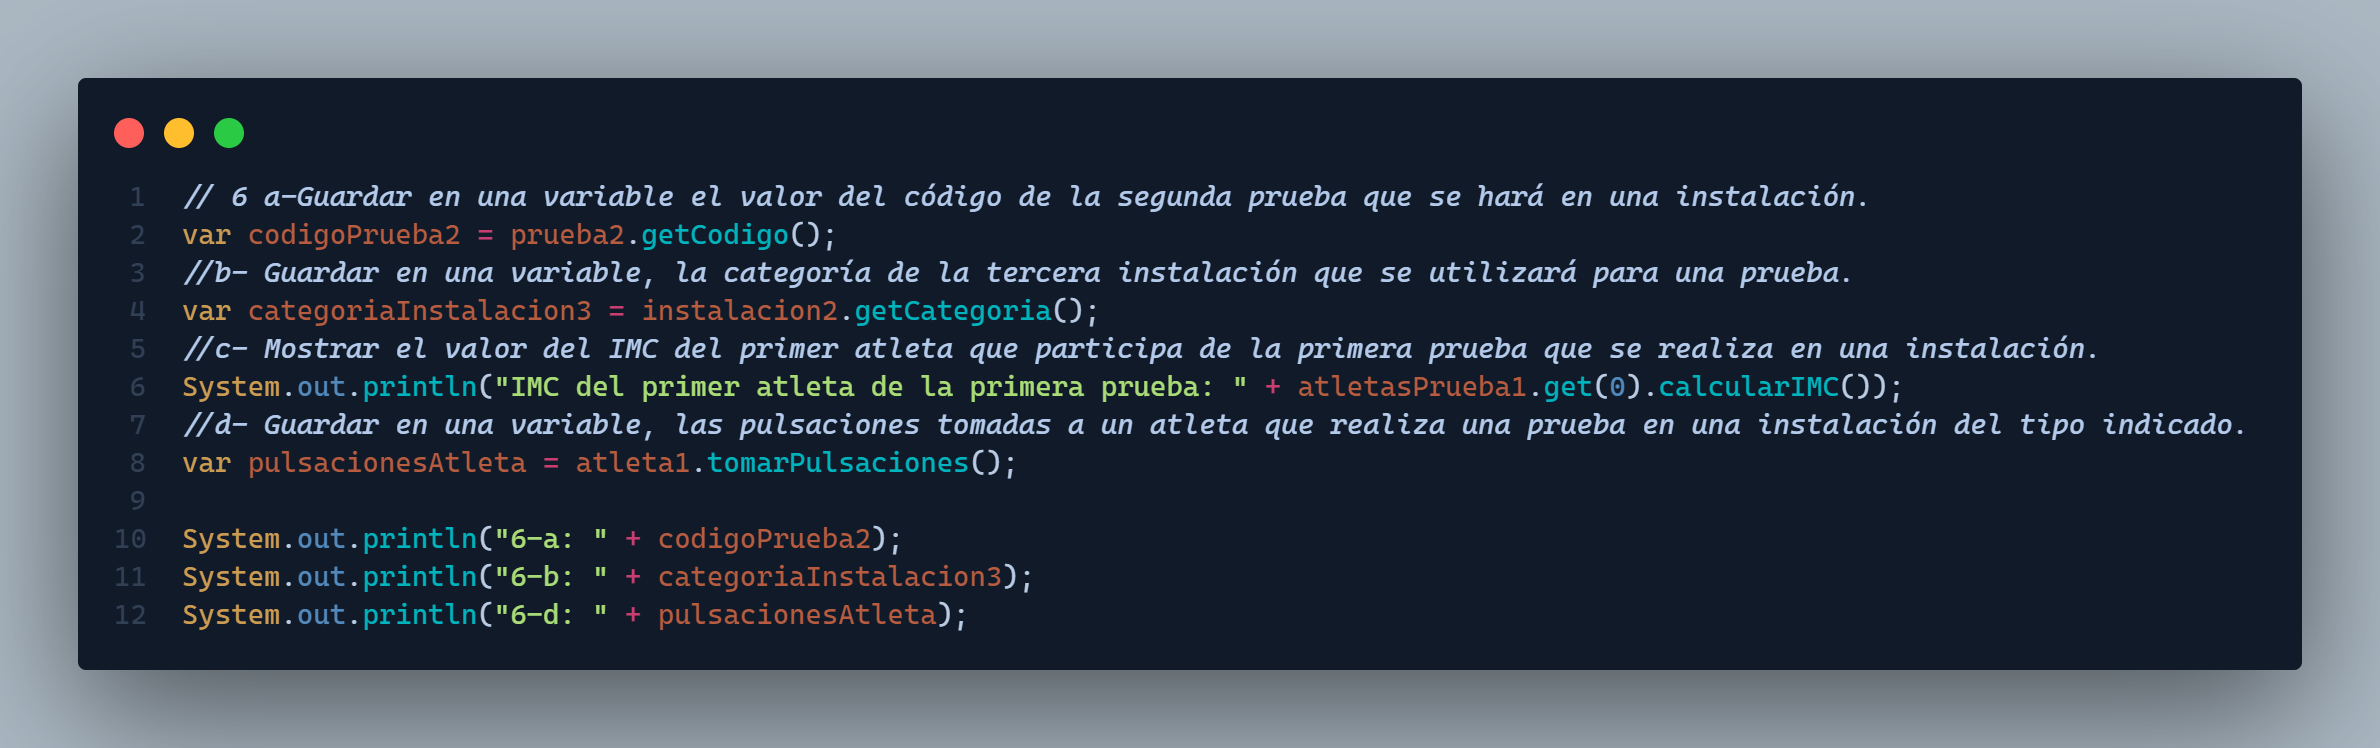 1 // 6 a-Guardar en una variable el valor del código de la segunda prueba que se hará en una instalación.
2 var codigoPrueba2 = prueba2.getCodigo();
3 //b- Guardar en una variable, la categoría de la tercera instalación que se utilizará para una prueba.
4 var categoriaInstalacion3 = instalacion2.getCategoria();
5 //c- Mostrar el valor del IMC del primer atleta que participa de la primera prueba que se realiza en una instalación.
6 System.out.println("IMC del primer atleta de la primera prueba: " + atletasPrueba1.get(0).calcularIMC());
7 //d- Guardar en una variable, las pulsaciones tomadas a un atleta que realiza una prueba en una instalación del tipo indicado.
8 var pulsacionesAtleta = atleta1.tomarPulsaciones();
9
10 System.out.println("6-a: " + codigoPrueba2);
11 System.out.println("6-b: " + categoriaInstalacion3);
12 System.out.println("6-d: " + pulsacionesAtleta);